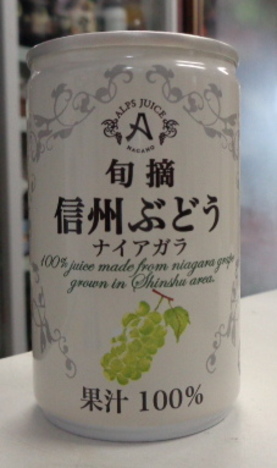 ALPS JUICE
A
NAGANO
旬摘
信州ぶどう
ナイアガラ
100% juice made from niagara grape
grown in Shinshu area.
果汁 100%